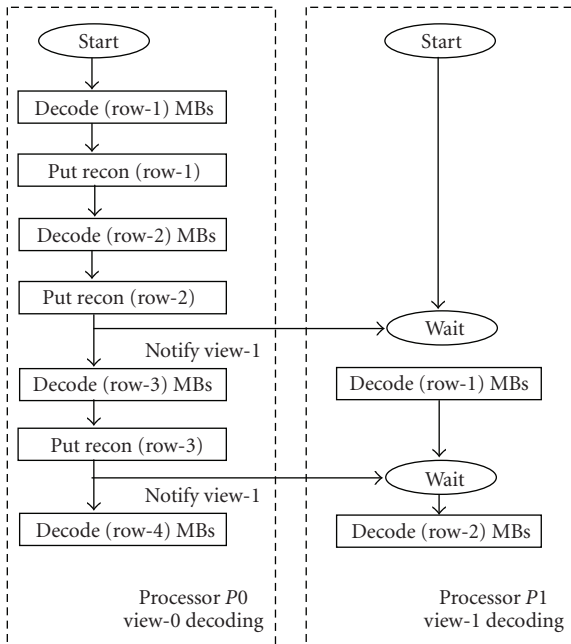 Start
Decode (row-1) MBs
Put recon (row-1)
Decode (row-2) MBs
Put recon (row-2)
Notify view-1
Decode (row-3) MBs
Put recon (row-3)
Notify view-1
Decode (row-4) MBs
Processor P0
view-0 decoding
Start
Wait
Decode (row-1) MBs
Wait
Decode (row-2) MBs
Processor P1
view-1 decoding